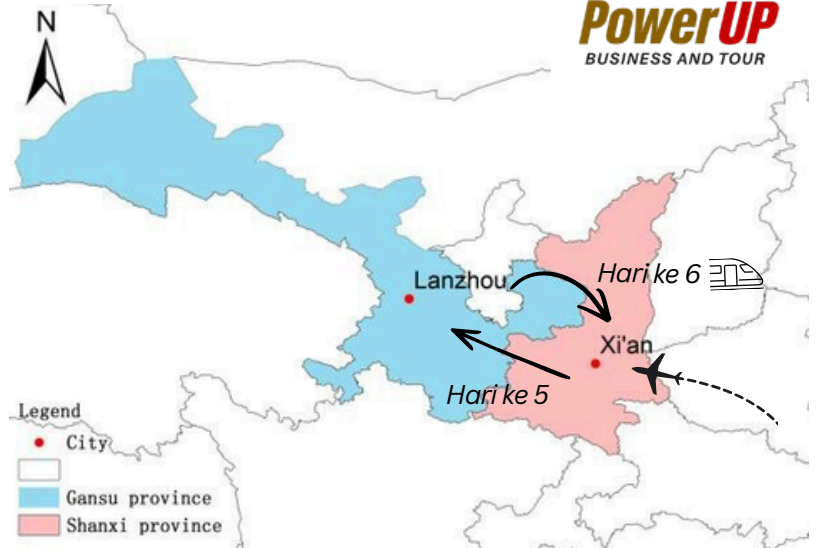 N
PowerUP
BUSINESS AND TOUR
Lanzhou
Hari ke 6
Xi'an
Hari ke 5
Legend
City
Gansu province
Shanxi province